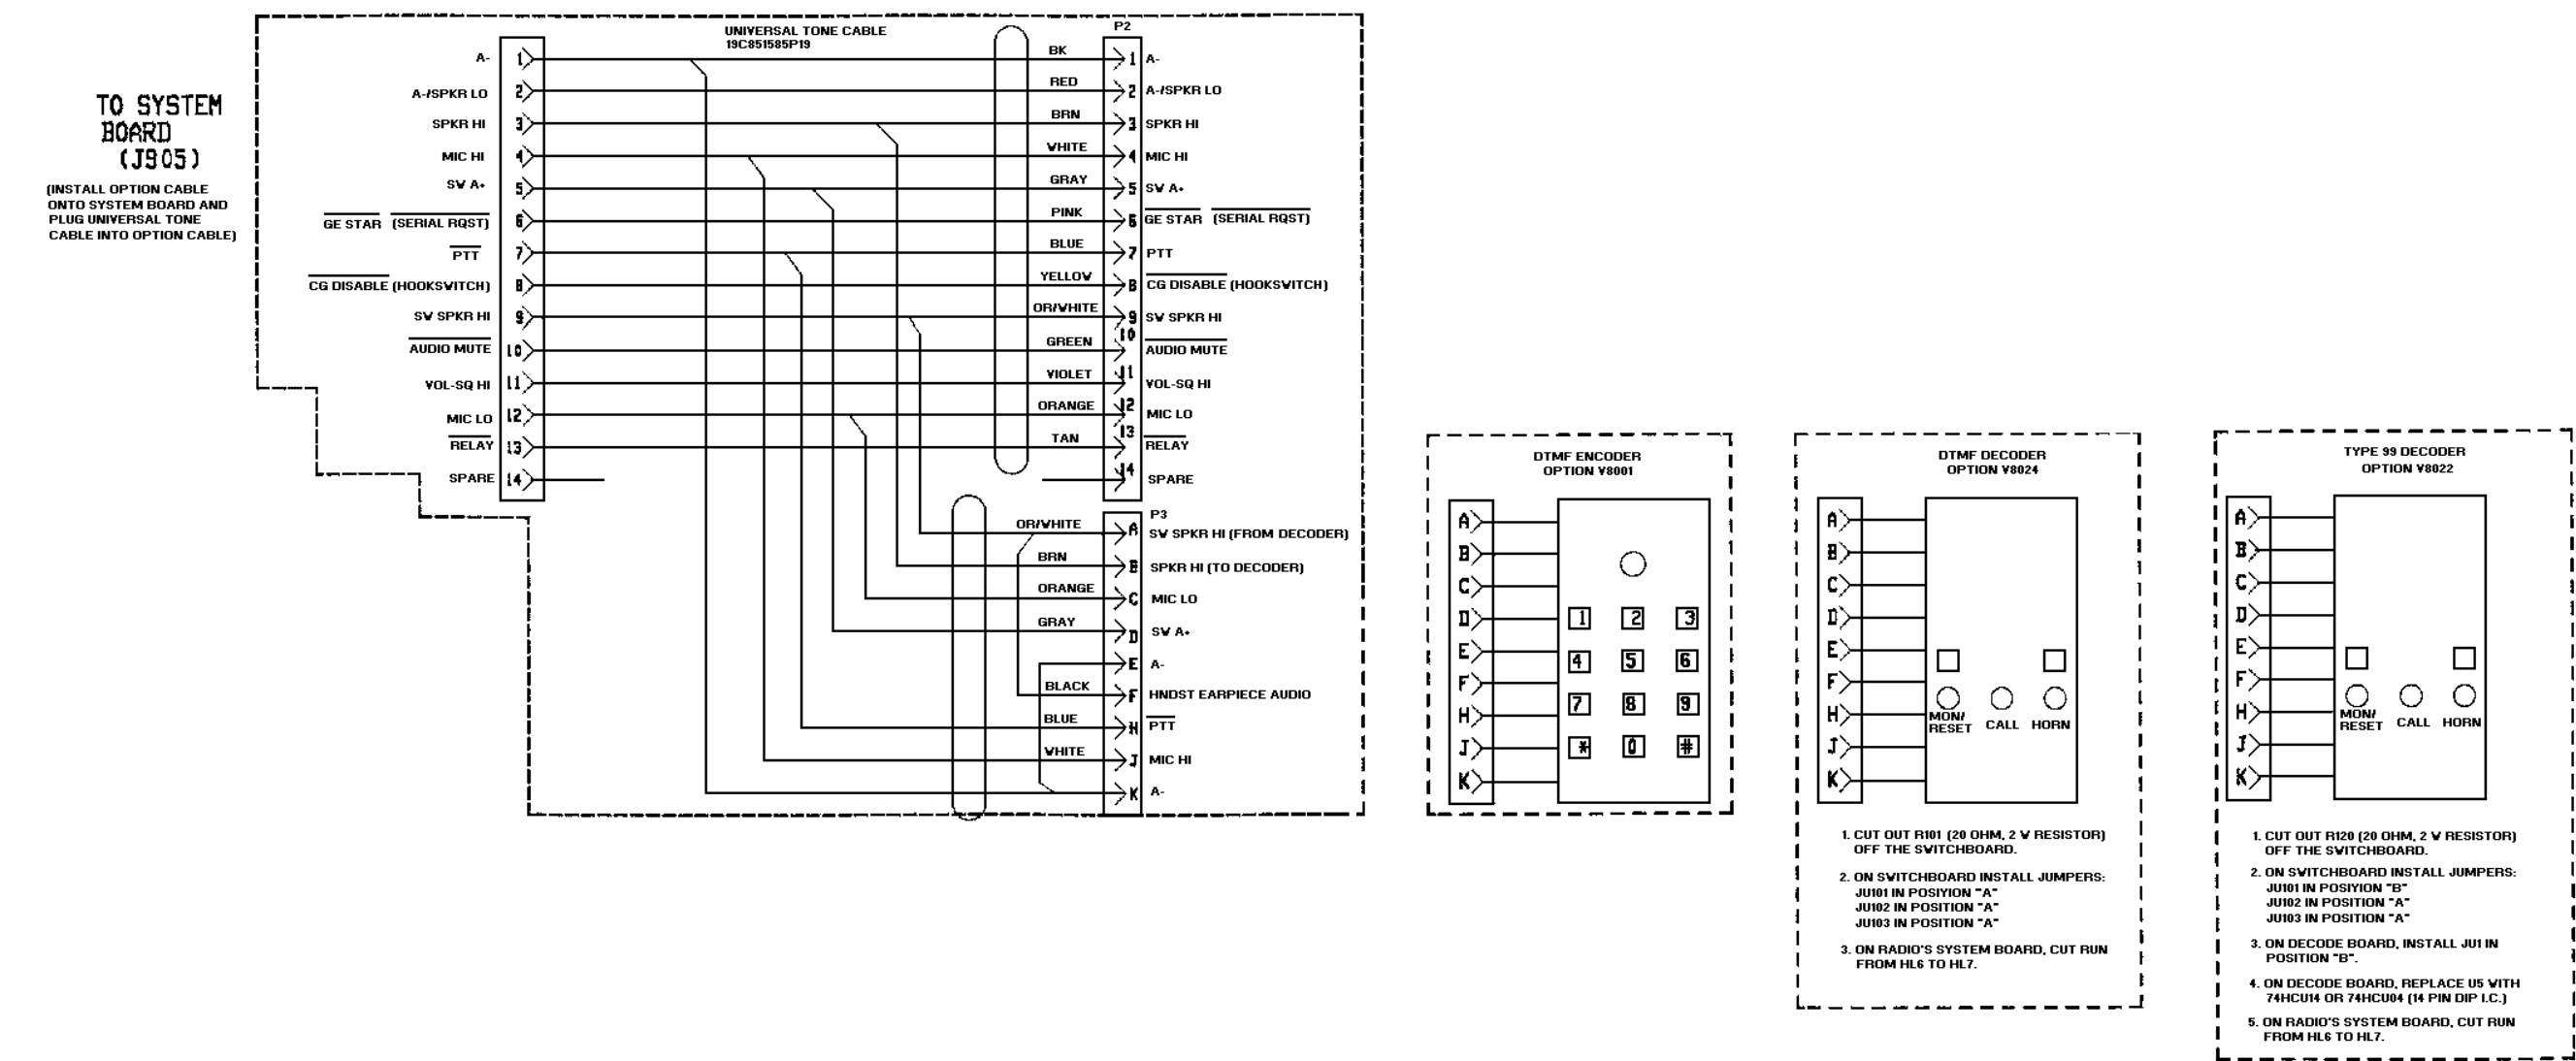 UNIVERSAL TONE CABLE
19C851585P19
TO SYSTEM
BOARD
(J905)
(INSTALL OPTION CABLE
ONTO SYSTEM BOARD AND
PLUG UNIVERSAL TONE
CABLE INTO OPTION CABLE)
A- 1
A-/SPKR LO 2
SPKR HI 3
MIC HI 4
SW A+ 5
GE STAR (SERIAL RQST) 6
PTT 7
CG DISABLE (HOOKSWITCH) 8
SW SPKR HI 9
AUDIO MUTE 10
VOL-SQ HI 11
MIC LO 12
RELAY 13
SPARE 14
P2
BK 1 A-
RED 2 A-/SPKR LO
BRN 3 SPKR HI
WHITE 4 MIC HI
GRAY 5 SW A+
PINK 6 GE STAR (SERIAL RQST)
BLUE 7 PTT
YELLOW 8 CG DISABLE (HOOKSWITCH)
OR/WHITE 9 SW SPKR HI
GREEN 10 AUDIO MUTE
VIOLET 11 VOL-SQ HI
ORANGE 12 MIC LO
TAN 13 RELAY
14 SPARE
P3
OR/WHITE A SW SPKR HI (FROM DECODER)
BRN B SPKR HI (TO DECODER)
ORANGE C MIC LO
GRAY D SW A+
E A-
BLACK F HNDST EARPIECE AUDIO
BLUE H PTT
WHITE J MIC HI
K A-
DTMF ENCODER
OPTION V8001
A
B
C
D 1 2 3
E 4 5 6
F
H 7 8 9
J * 0 #
K
DTMF DECODER
OPTION V8024
A
B
C
D
E
F
H
J
K
MON/
RESET CALL HORN
1. CUT OUT R101 (20 OHM, 2 W RESISTOR)
OFF THE SWITCHBOARD.
2. ON SWITCHBOARD INSTALL JUMPERS:
JU101 IN POSIYION "A"
JU102 IN POSITION "A"
JU103 IN POSITION "A"
3. ON RADIO'S SYSTEM BOARD, CUT RUN
FROM HL6 TO HL7.
TYPE 99 DECODER
OPTION V8022
A
B
C
D
E
F
H
J
K
MON/
RESET CALL HORN
1. CUT OUT R120 (20 OHM, 2 W RESISTOR)
OFF THE SWITCHBOARD.
2. ON SWITCHBOARD INSTALL JUMPERS:
JU101 IN POSIYION "B"
JU102 IN POSITION "A"
JU103 IN POSITION "A"
3. ON DECODE BOARD, INSTALL JU1 IN
POSITION "B".
4. ON DECODE BOARD, REPLACE U5 WITH
74HCU14 OR 74HCU04 (14 PIN DIP I.C.)
5. ON RADIO'S SYSTEM BOARD, CUT RUN
FROM HL6 TO HL7.